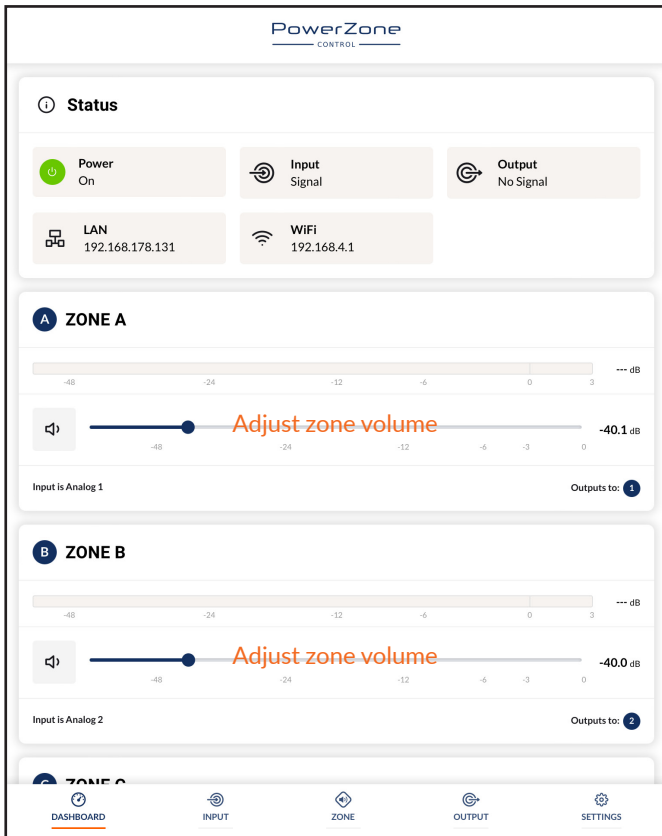 PowerZone
CONTROL
Status
Power
On
Input
Signal
Output
No Signal
LAN
192.168.178.131
WiFi
192.168.4.1
A ZONE A
--- dB
-48 -24 -12 -6 0 3
Adjust zone volume
-40.1 dB
-48 -24 -12 -6 -3 0
Input is Analog 1 Outputs to: 1
B ZONE B
--- dB
-48 -24 -12 -6 0 3
Adjust zone volume
-40.0 dB
-48 -24 -12 -6 -3 0
Input is Analog 2 Outputs to: 2
C ZONE C
DASHBOARD INPUT ZONE OUTPUT SETTINGS